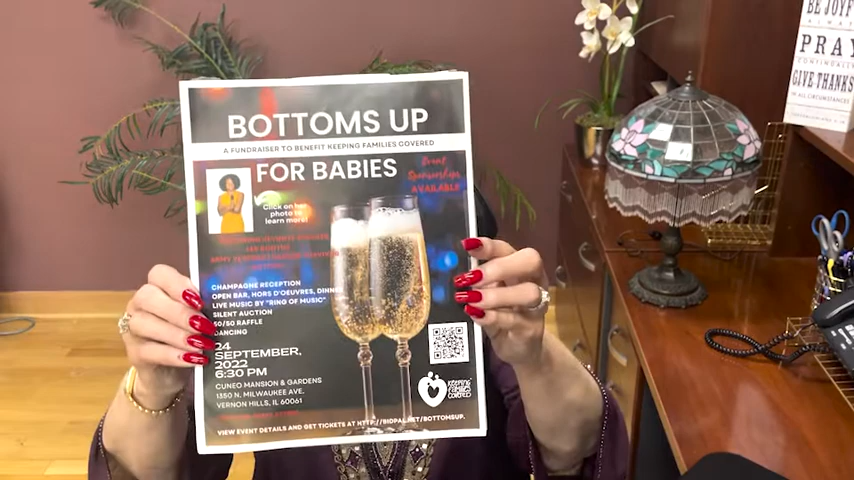 BOTTOMS UP
A FUNDRAISER TO BENEFIT KEEPING FAMILIES COVERED
FOR BABIES
Event
Sponsorships
AVAILABLE
Click on her
photo to
learn more!
CHAMPAGNE RECEPTION
OPEN BAR, HORS D'OEUVRES, DINNE
LIVE MUSIC BY "RING OF MUSIC"
SILENT AUCTION
50/50 RAFFLE
DANCING
24
SEPTEMBER,
2022
6:30 PM
CUNEO MANSION & GARDENS
1350 N. MILWAUKEE AVE.
VERNON HILLS, IL 60061
KEEPING
FAMILIES
COVERED
VIEW EVENT DETAILS AND GET TICKETS AT HTTP://BIDPAL.NET/BOTTOMSUP.
BE JOYF
ALWAYS
PRAY
CONTINUALLY
GIVE THANKS
IN ALL CIRCUMSTANCES